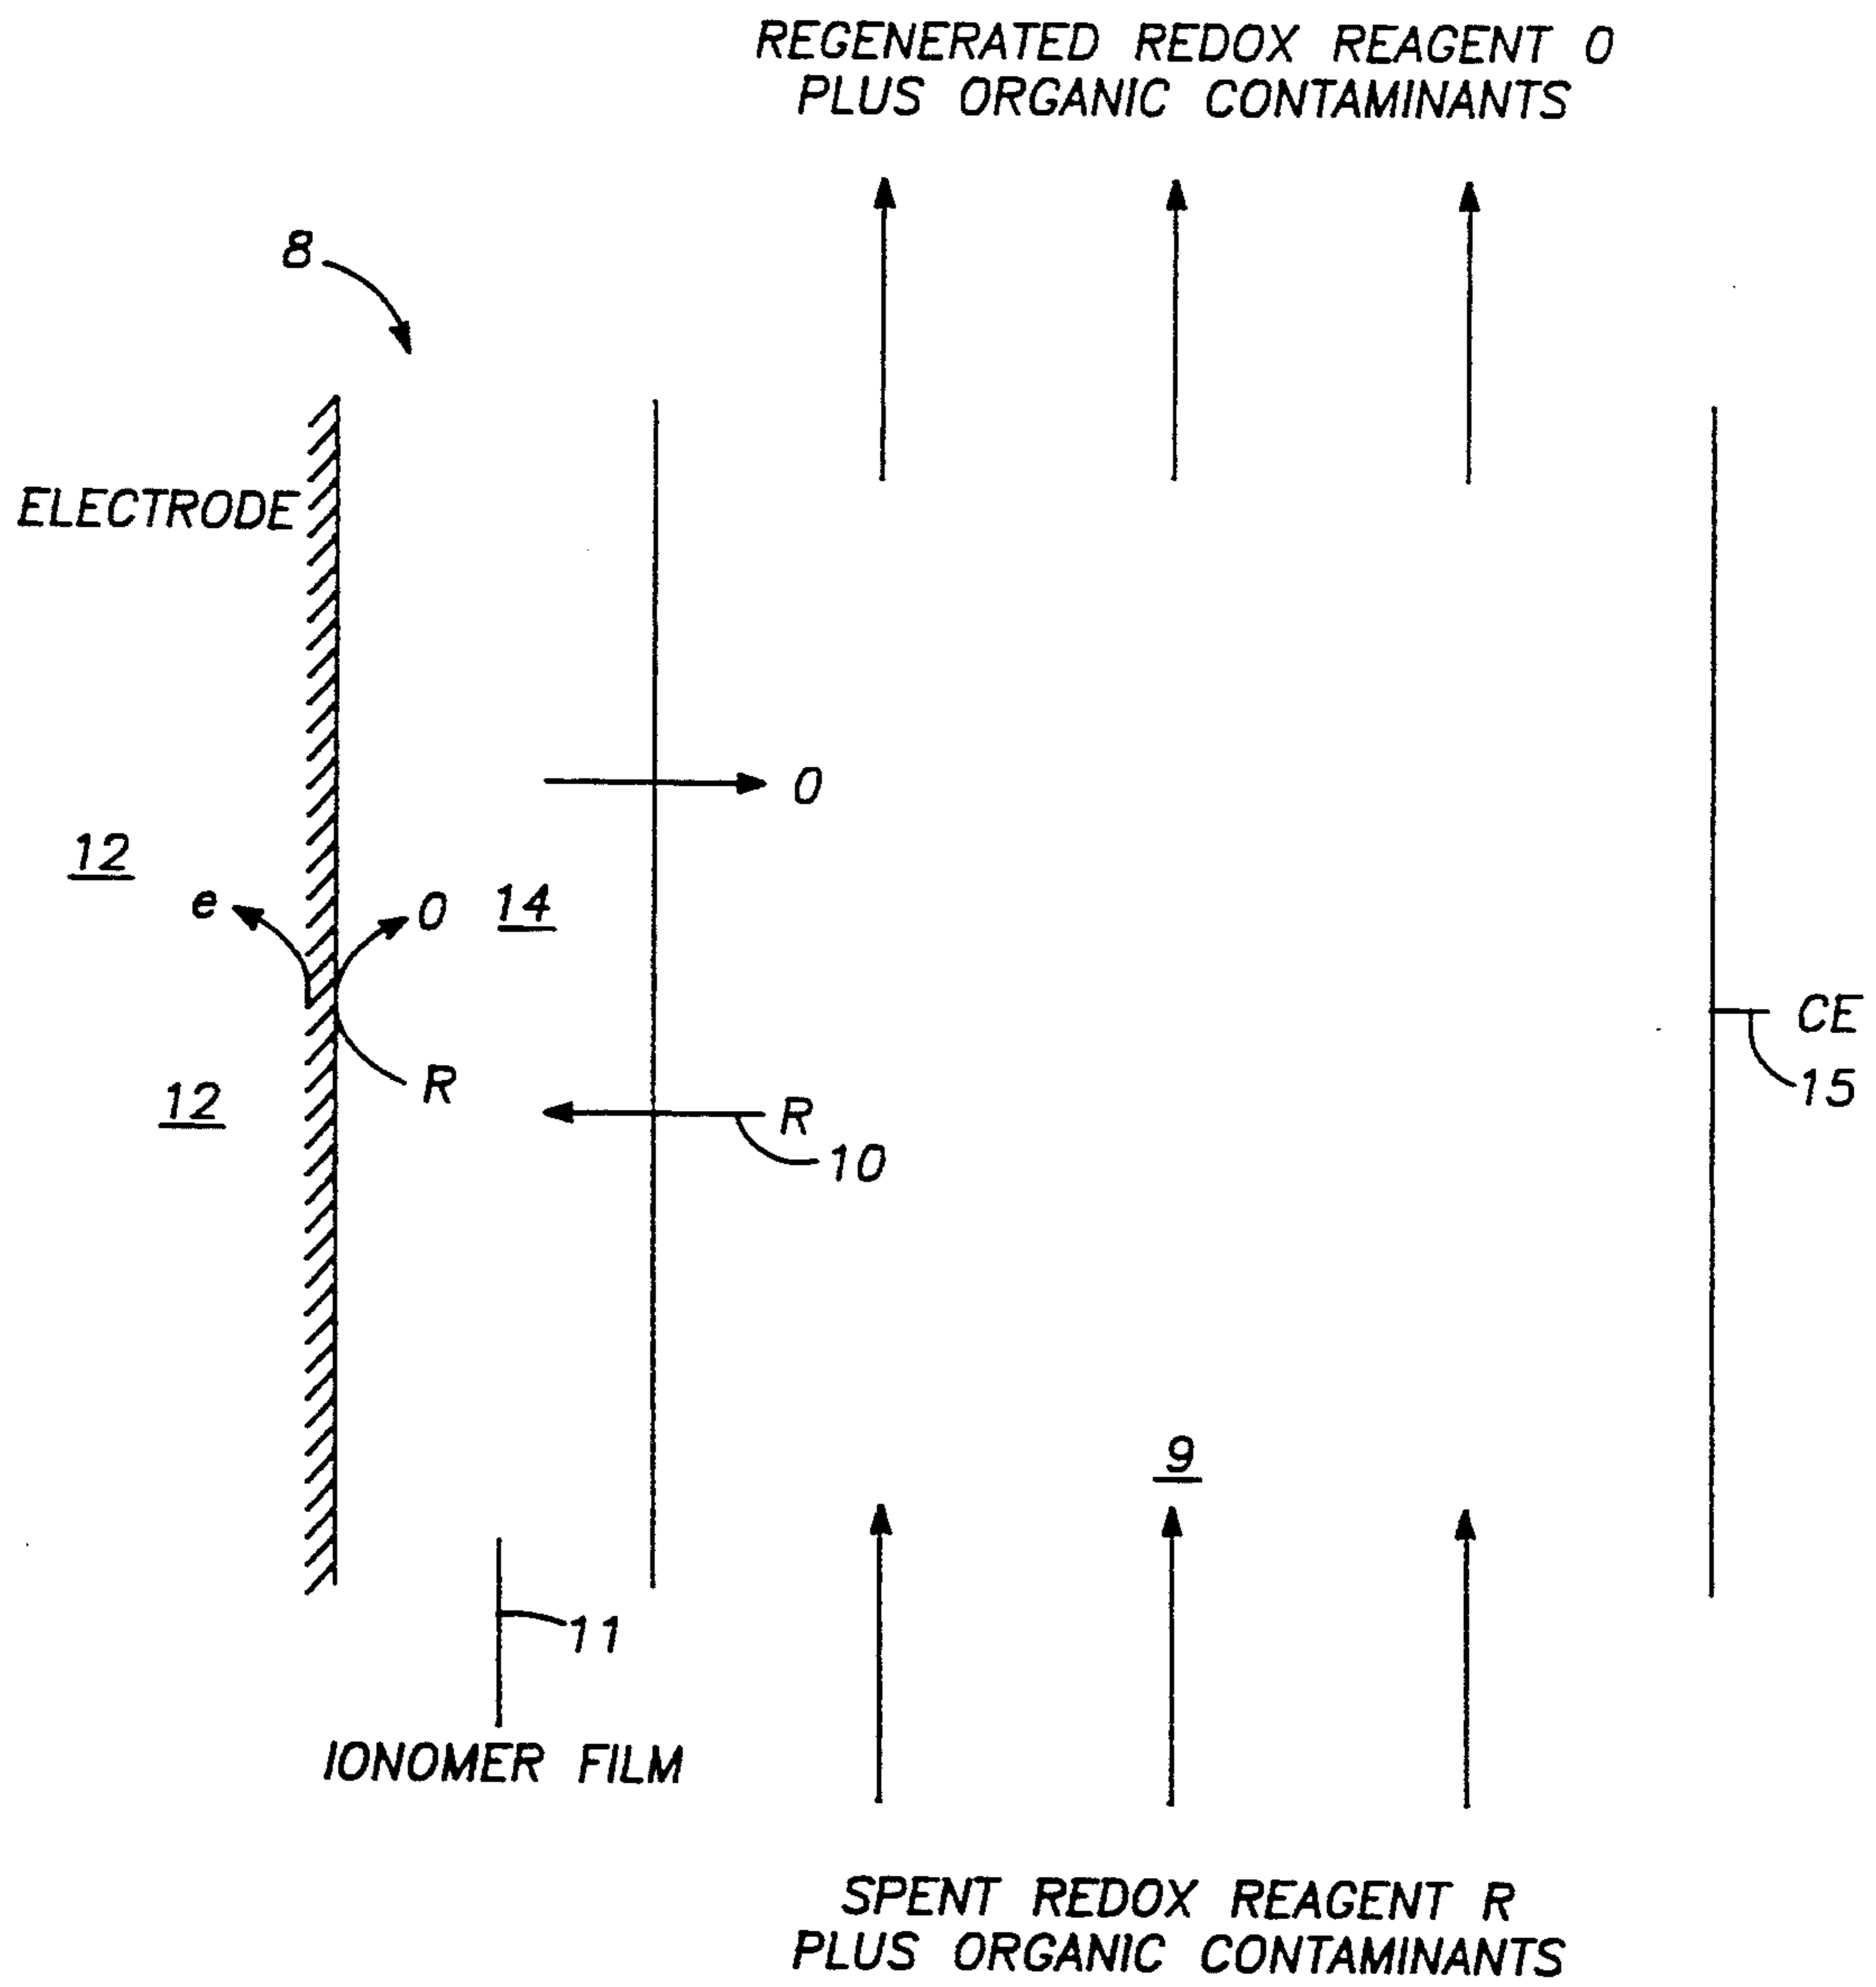 REGENERATED REDOX REAGENT O
PLUS ORGANIC CONTAMINANTS
8
ELECTRODE
O
12
e
O
14
CE
15
R
12
R
10
9
11
IONOMER FILM
SPENT REDOX REAGENT R
PLUS ORGANIC CONTAMINANTS